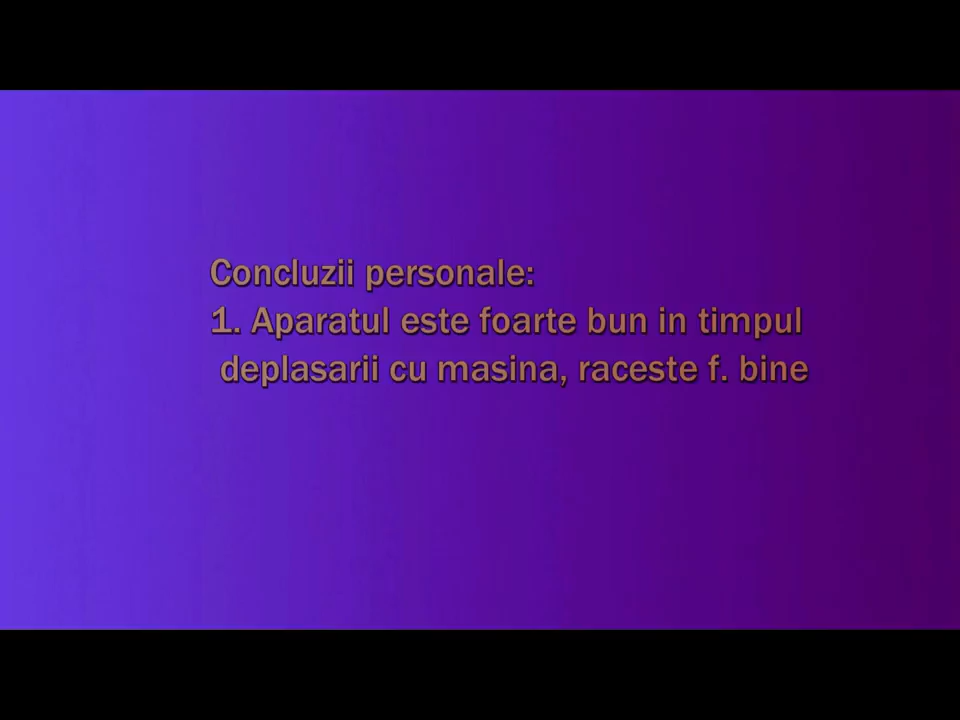 Concluzii personale:
1. Aparatul este foarte bun in timpul
deplasarii cu masina, raceste f. bine